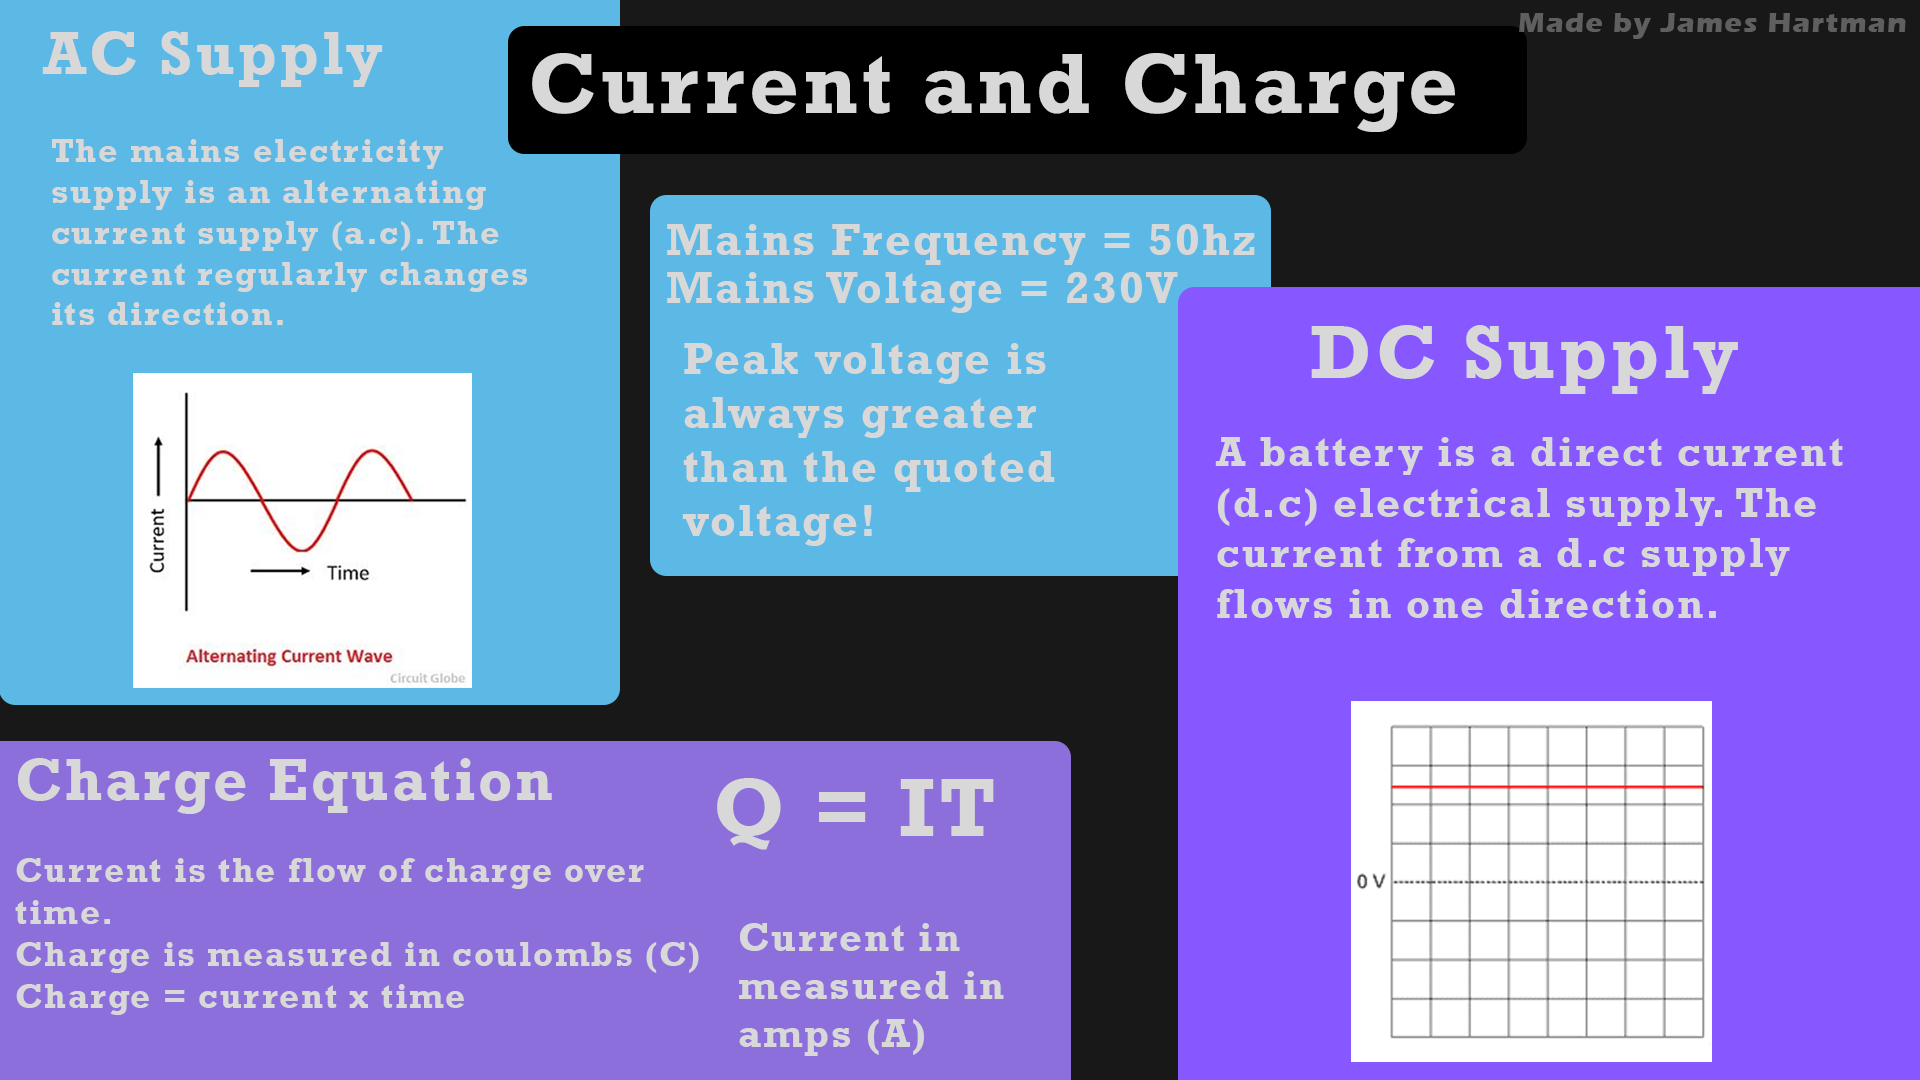 Made by James Hartman
Current and Charge
AC Supply
The mains electricity
supply is an alternating
current supply (a.c). The
current regularly changes
its direction.
Current
Time
Alternating Current Wave
Circuit Globe
Mains Frequency = 50hz
Mains Voltage = 230V
Peak voltage is
always greater
than the quoted
voltage!
DC Supply
A battery is a direct current
(d.c) electrical supply. The
current from a d.c supply
flows in one direction.
0 V
Charge Equation
Current is the flow of charge over
time.
Charge is measured in coulombs (C)
Charge = current x time
Q = IT
Current in
measured in
amps (A)